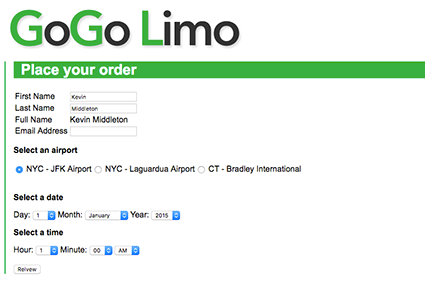 GoGo Limo
Place your order
First Name Kevin
Last Name Middleton
Full Name Kevin Middleton
Email Address
Select an airport
NYC - JFK Airport NYC - Laguardua Airport CT - Bradley International
Select a date
Day: 1 Month: January Year: 2015
Select a time
Hour: 1 Minute: 00 AM
Reivew